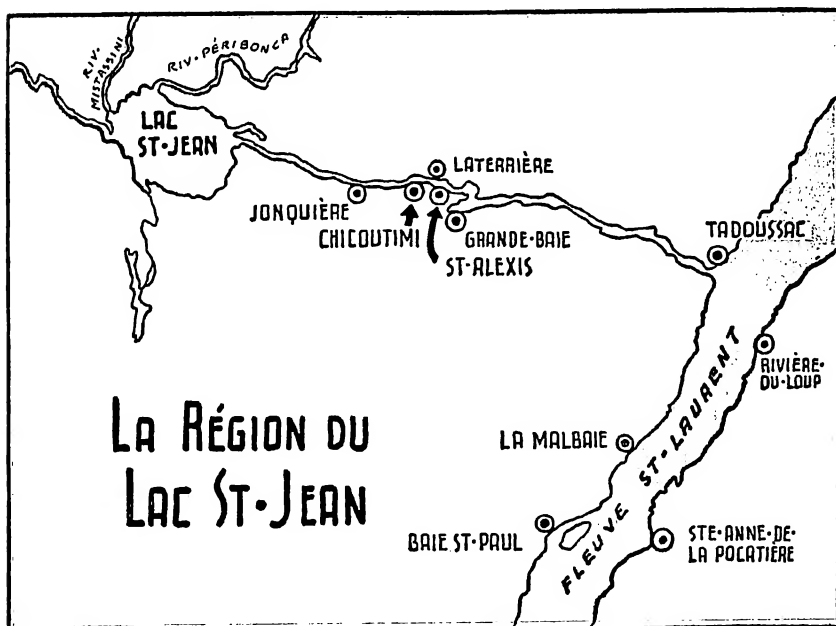 RIV.
MISTASSINI
RIV. PÉRIBONCA
LAC
ST·JEAN
LATERRIÈRE
JONQUIÈRE
CHICOUTIMI
GRANDE·BAIE
ST·ALEXIS
TADOUSSAC
RIVIÈRE·
DU·LOUP
LA RÉGION DU
LAC ST·JEAN
LA MALBAIE
FLEUVE ST·LAURENT
BAIE ST·PAUL
STE·ANNE·DE·
LA POCATIÈRE